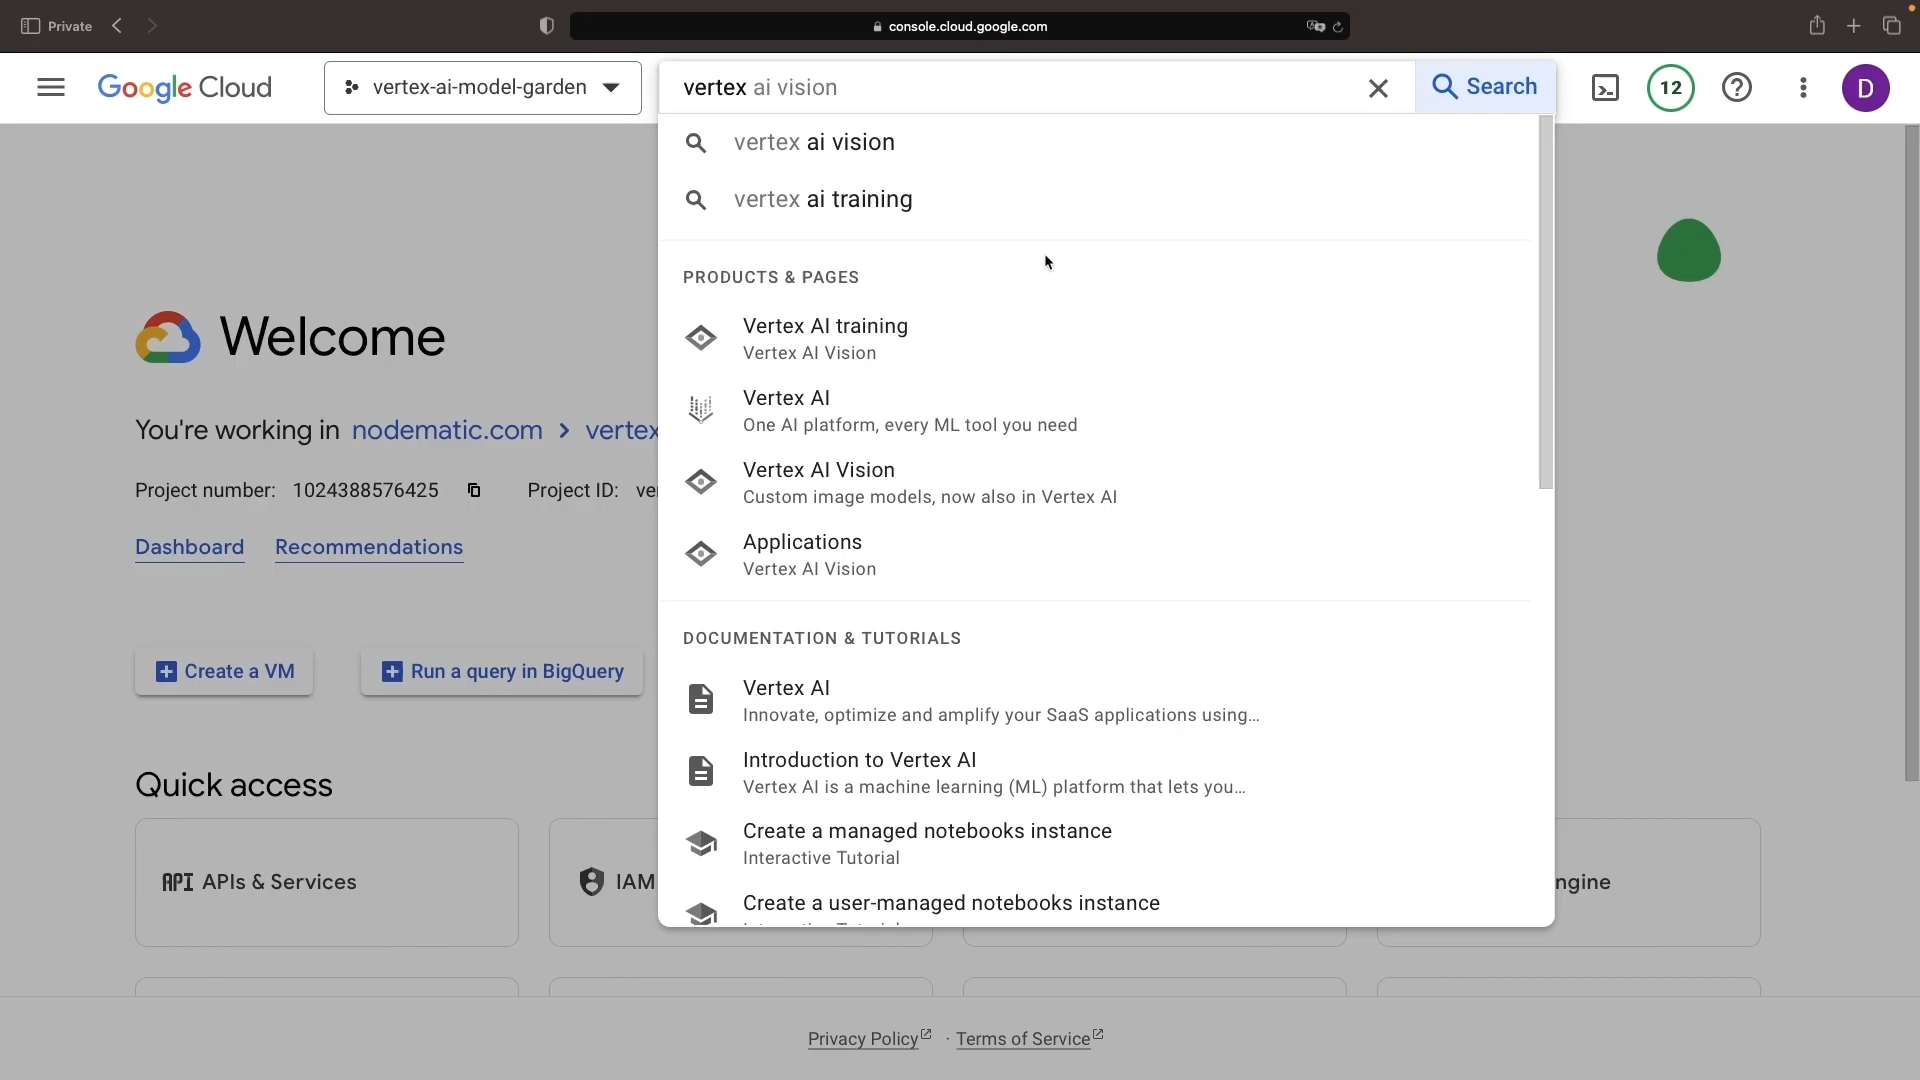 Private
console.cloud.google.com
Google Cloud
vertex-ai-model-garden
vertex ai vision
Search
12
D
vertex ai vision
vertex ai training
PRODUCTS & PAGES
Vertex AI training
Vertex AI Vision
Vertex AI
One AI platform, every ML tool you need
Vertex AI Vision
Custom image models, now also in Vertex AI
Applications
Vertex AI Vision
DOCUMENTATION & TUTORIALS
Vertex AI
Innovate, optimize and amplify your SaaS applications using...
Introduction to Vertex AI
Vertex AI is a machine learning (ML) platform that lets you...
Create a managed notebooks instance
Interactive Tutorial
Create a user-managed notebooks instance
Welcome
You're working in nodematic.com > vertex
Project number: 1024388576425 Project ID: ve
Dashboard Recommendations
Create a VM
Run a query in BigQuery
Quick access
API APIs & Services
IAM
ngine
Privacy Policy · Terms of Service